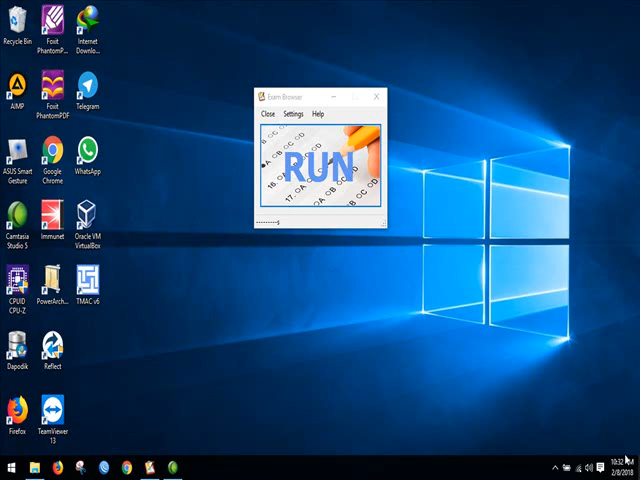 Recycle Bin
Foxit
PhantomP...
Internet
Downlo...
AIMP
Foxit
PhantomPDF
Telegram
ASUS Smart
Gesture
Google
Chrome
WhatsApp
Camtasia
Studio 5
Immunet
Oracle VM
VirtualBox
CPUID
CPU-Z
PowerArch...
TMAC v6
Dapodik
Reflect
Firefox
TeamViewer
13
Exam Browser
Close Settings Help
RUN
16.
17.
----------s
2/8/2018